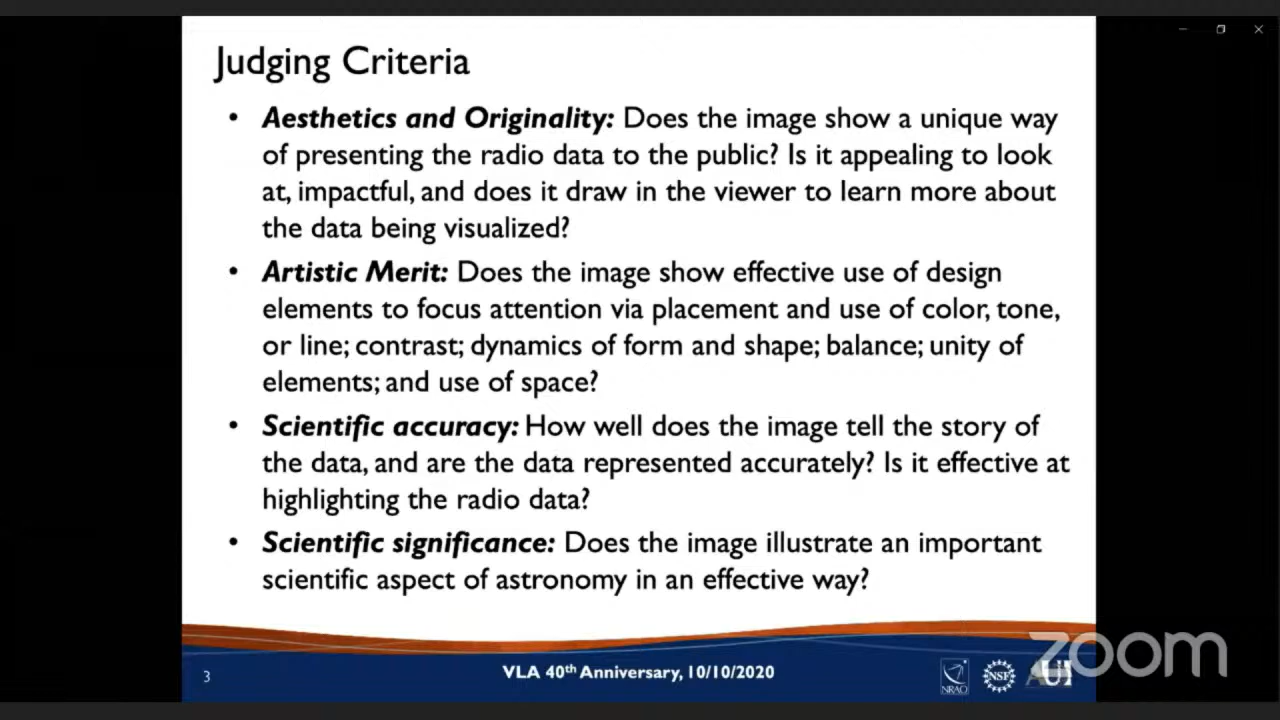 Judging Criteria
• Aesthetics and Originality: Does the image show a unique way
of presenting the radio data to the public? Is it appealing to look
at, impactful, and does it draw in the viewer to learn more about
the data being visualized?
• Artistic Merit: Does the image show effective use of design
elements to focus attention via placement and use of color, tone,
or line; contrast; dynamics of form and shape; balance; unity of
elements; and use of space?
• Scientific accuracy: How well does the image tell the story of
the data, and are the data represented accurately? Is it effective at
highlighting the radio data?
• Scientific significance: Does the image illustrate an important
scientific aspect of astronomy in an effective way?
3
VLA 40th Anniversary, 10/10/2020
NRAO
NSF
AUI
zoom